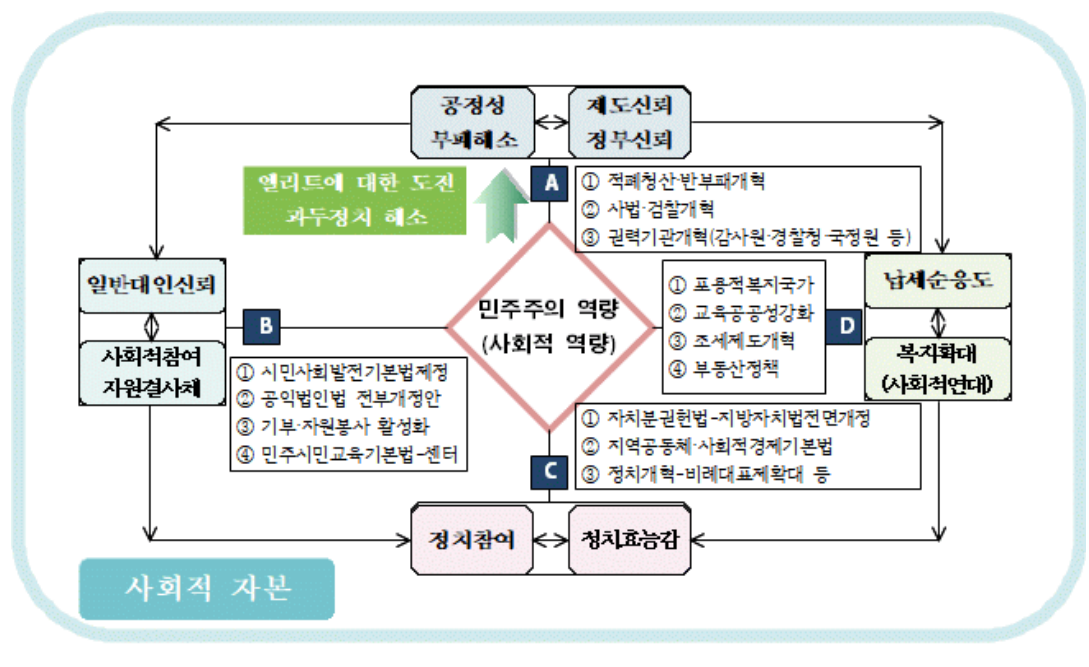 공정성
부패해소
제도신뢰
정부신뢰
엘리트에 대한 도전
과두정치 해소
A
① 적폐청산·반부패개혁
② 사법·검찰개혁
③ 권력기관개혁(감사원·경찰청·국정원 등)
일반대인신뢰
사회적참여
자원결사체
B
① 시민사회발전기본법제정
② 공익법인법 전부개정안
③ 기부·자원봉사 활성화
④ 민주시민교육기본법-센터
민주주의 역량
(사회적 역량)
① 포용적복지국가
② 교육공공성강화
③ 조세제도개혁
④ 부동산정책
D
납세순응도
복지확대
(사회적연대)
C
① 자치분권헌법-지방자치법전면개정
② 지역공동체·사회적경제기본법
③ 정치개혁-비례대표제확대 등
정치참여
정치효능감
사회적 자본